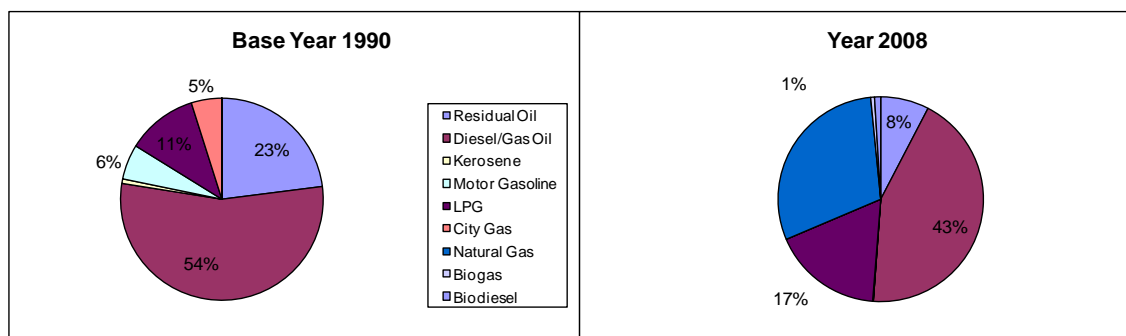 Base Year 1990
5%
11%
23%
6%
54%
Residual Oil
Diesel/Gas Oil
Kerosene
Motor Gasoline
LPG
City Gas
Natural Gas
Biogas
Biodiesel
Year 2008
1%
8%
43%
17%